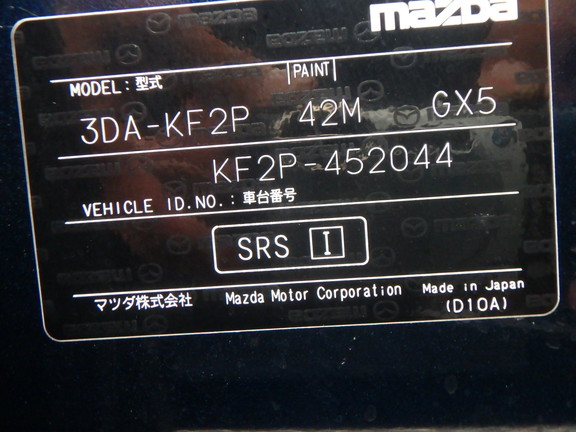 mazda
MODEL: 型式 PAINT
3DA-KF2P 42M GX5
KF2P-452044
VEHICLE ID.NO.: 車台番号
SRS I
マツダ株式会社 Mazda Motor Corporation Made in Japan
(D10A)